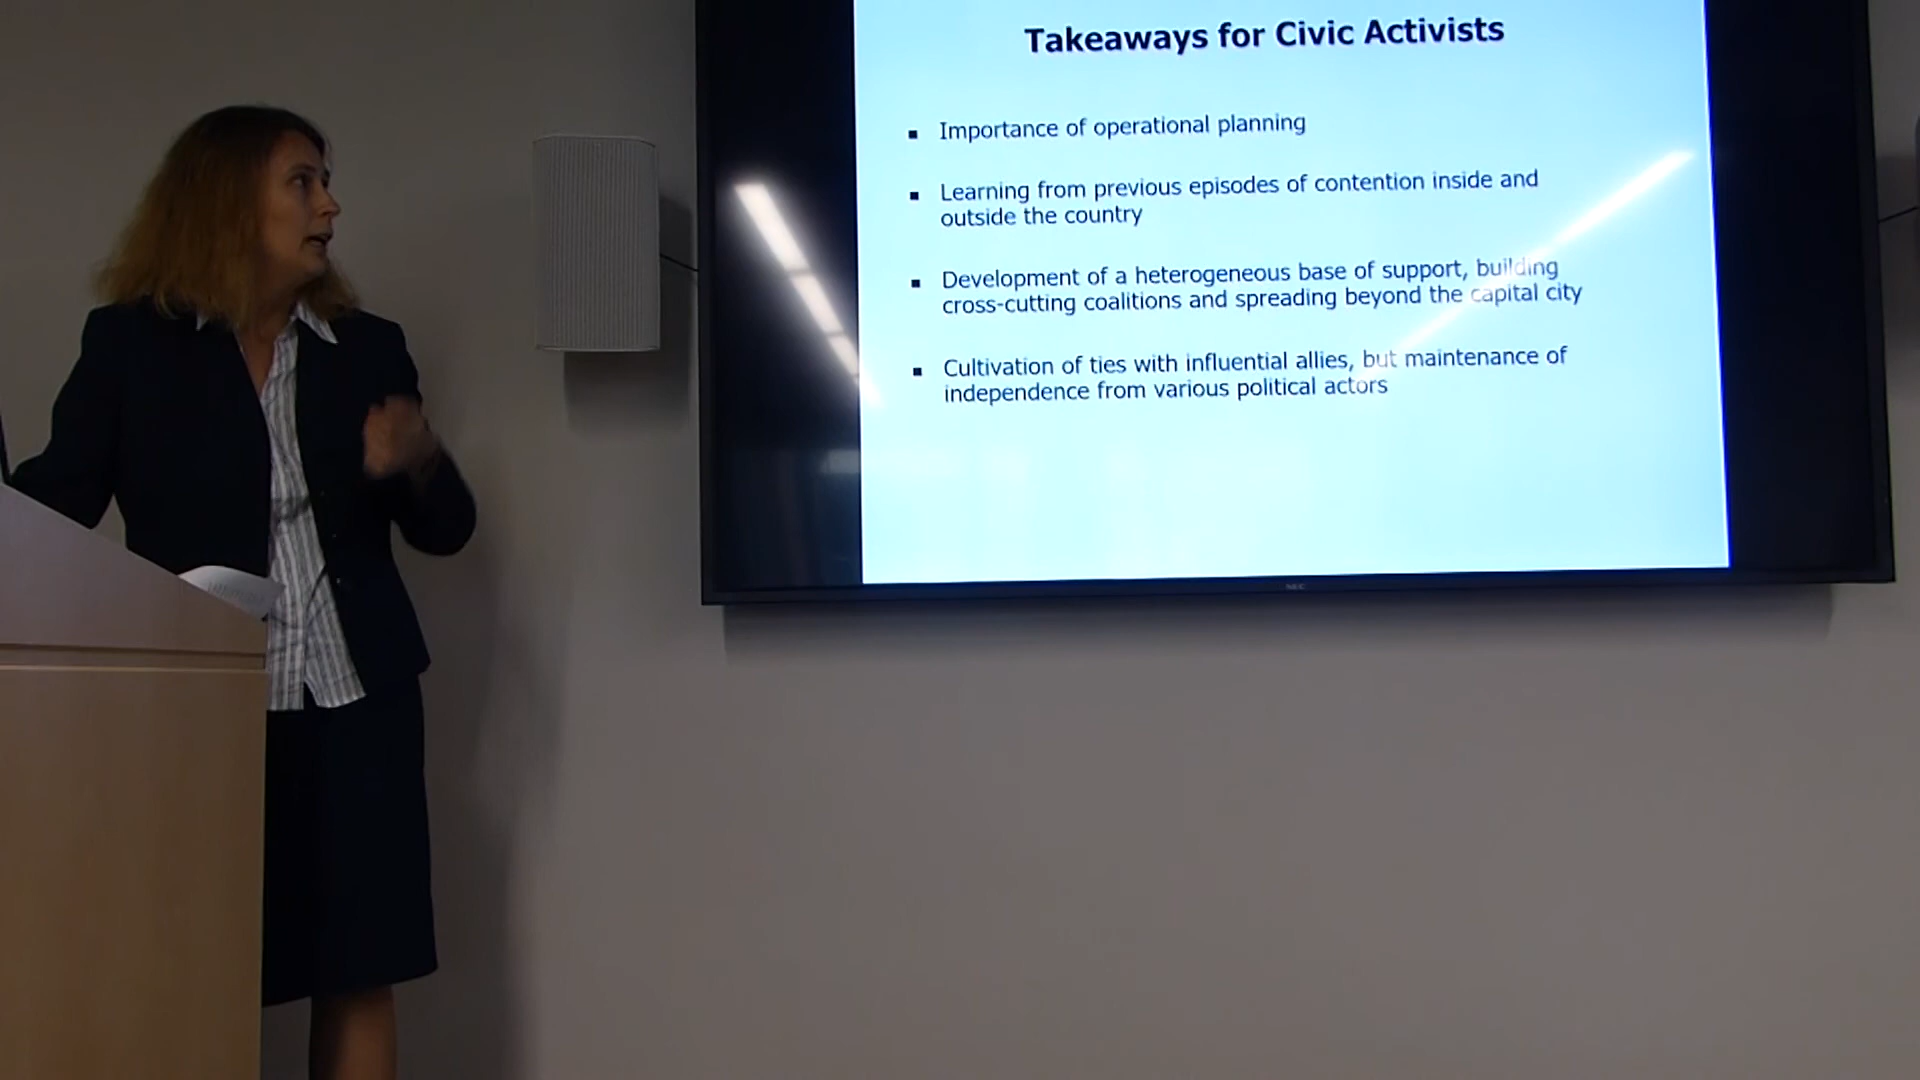 Takeaways for Civic Activists
Importance of operational planning
Learning from previous episodes of contention inside and
outside the country
Development of a heterogeneous base of support, building
cross-cutting coalitions and spreading beyond the capital city
Cultivation of ties with influential allies, but maintenance of
independence from various political actors
NEC